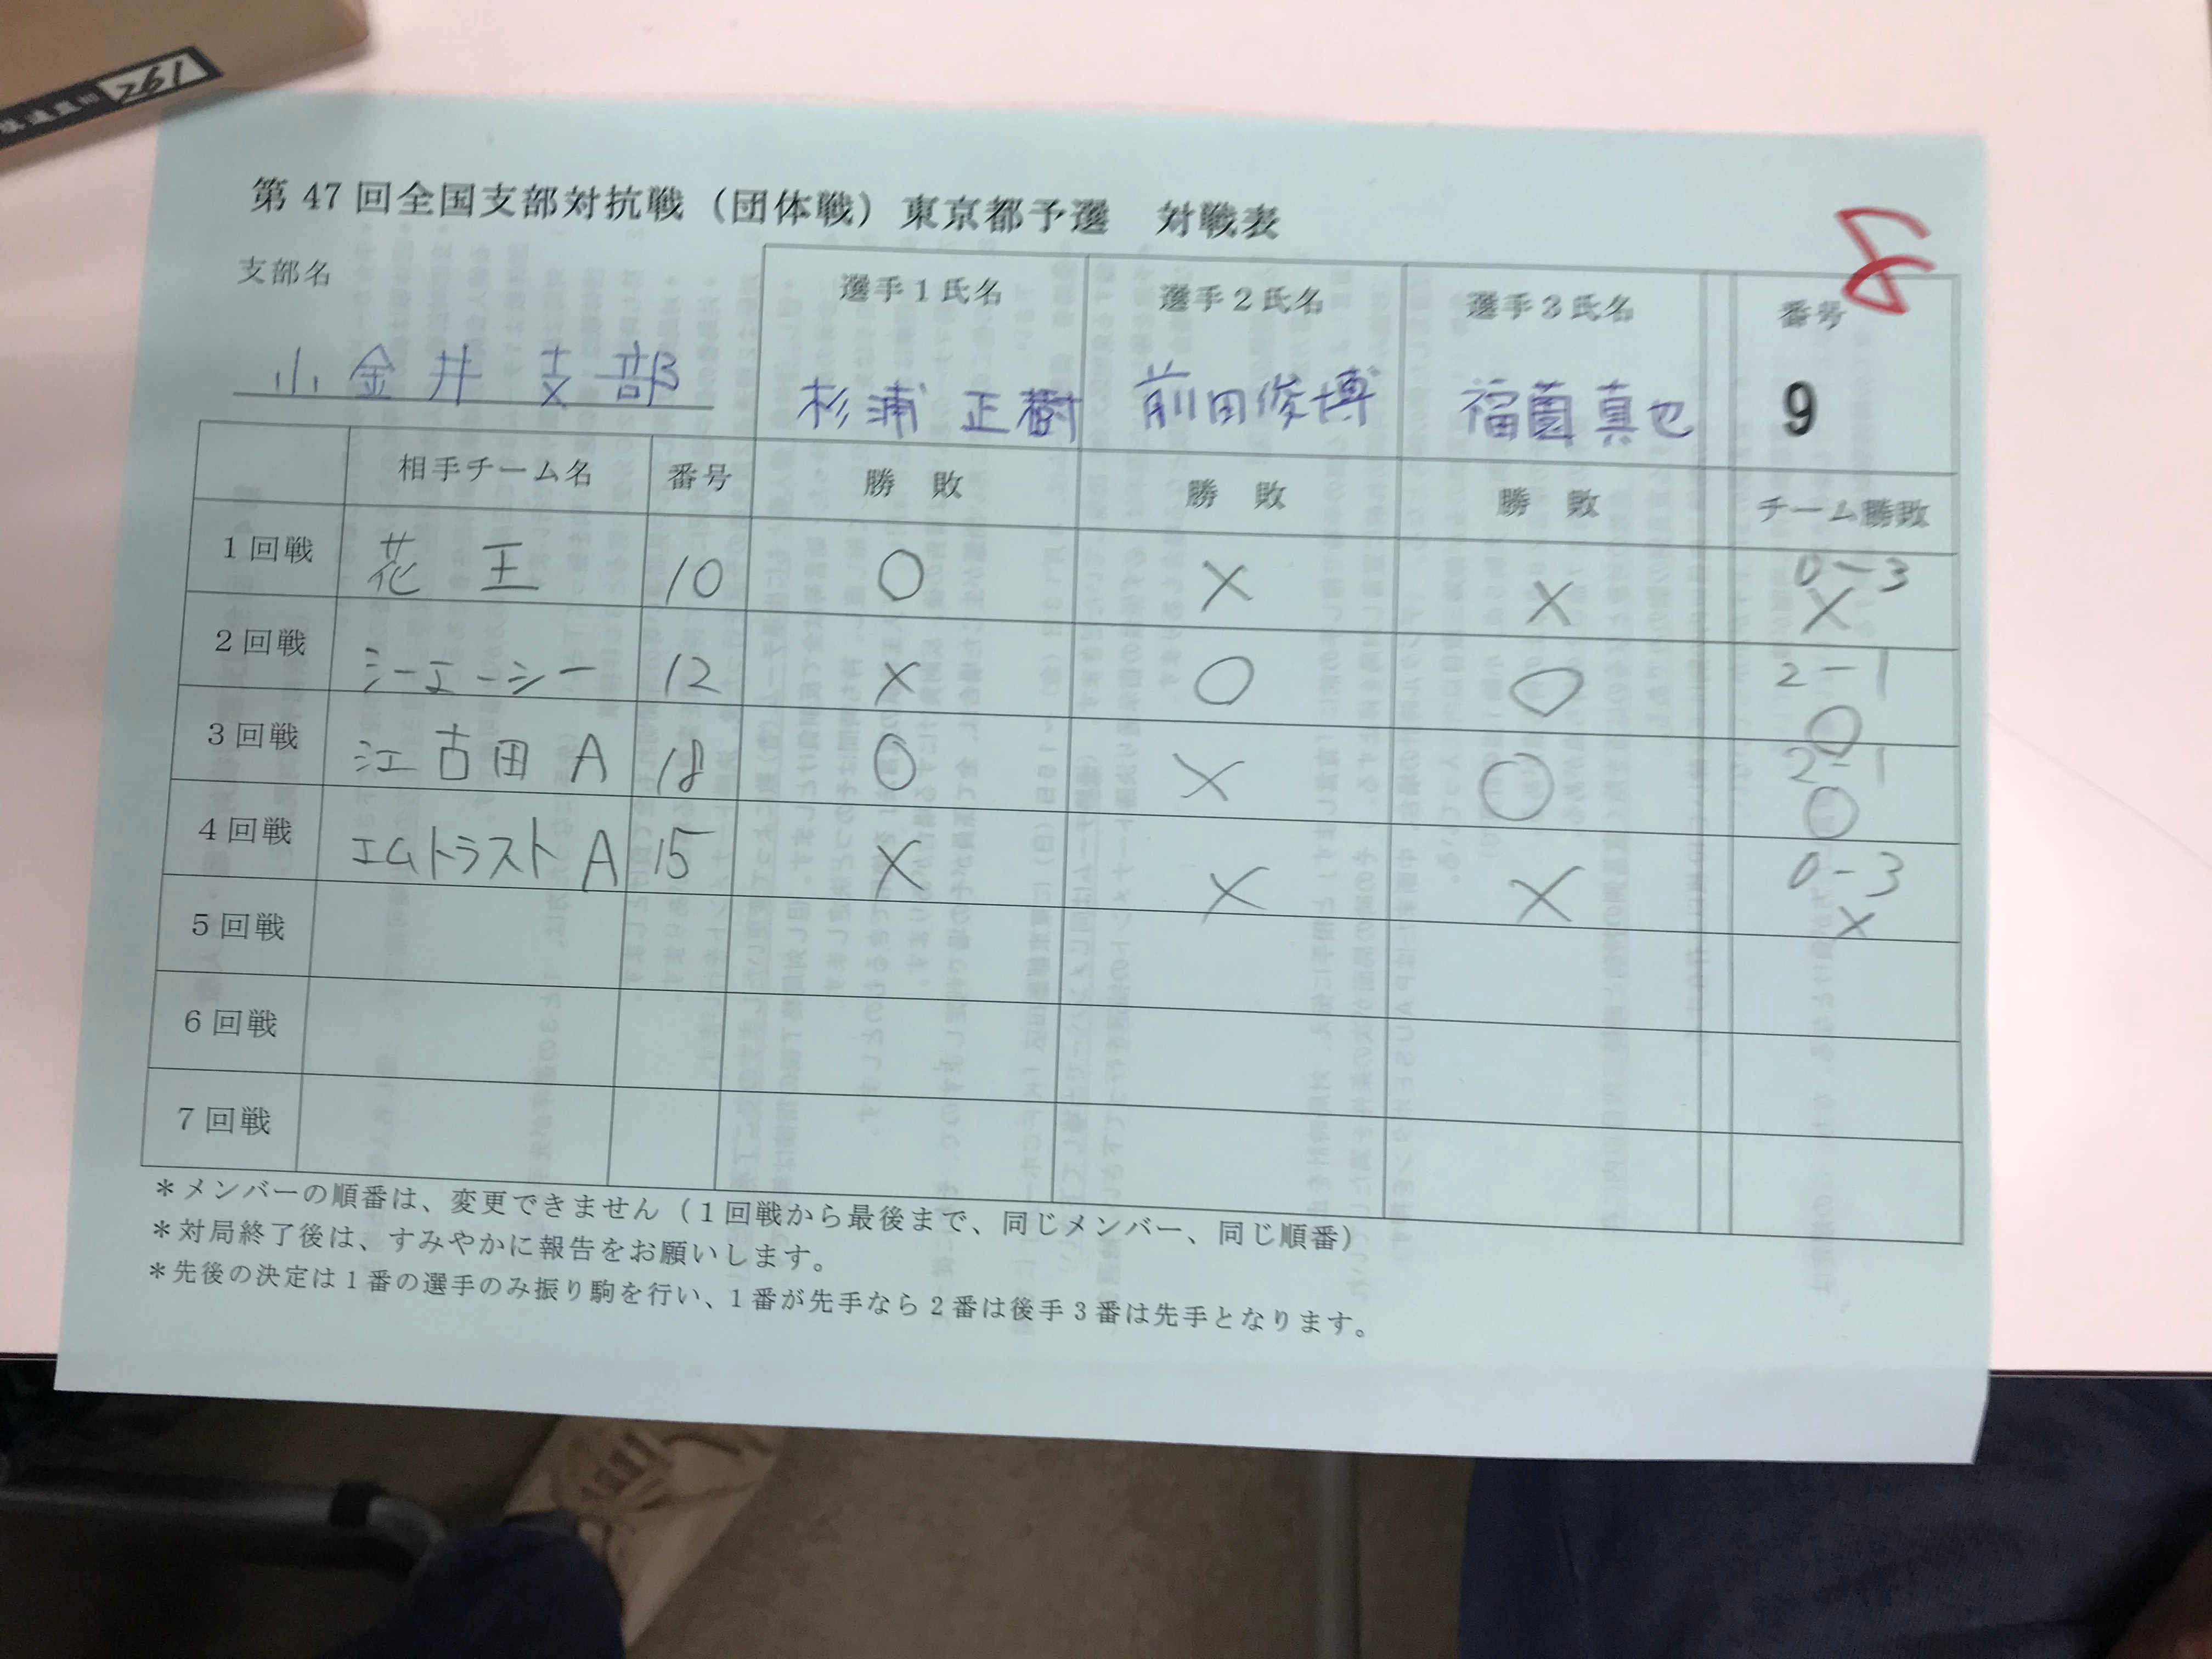 261
第47回全国支部対抗戦（団体戦）東京都予選　対戦表
8
支部名 選手1氏名 選手2氏名 選手3氏名 番号
小金井支部 杉浦 正樹 前田俊博 福薗真也 9
相手チーム名 番号 勝　敗 勝　敗 勝　敗 チーム勝敗
1回戦 花王 10 ○ × × 0-3 ×
2回戦 シーエーシー 12 × ○ ○ 2-1 ○
3回戦 江古田A 18 ○ × ○ 2-1 ○
4回戦 エムトラストA 15 × × × 0-3 ×
5回戦
6回戦
7回戦
＊メンバーの順番は、変更できません（1回戦から最後まで、同じメンバー、同じ順番）
＊対局終了後は、すみやかに報告をお願いします。
＊先後の決定は1番の選手のみ振り駒を行い、1番が先手なら2番は後手3番は先手となります。